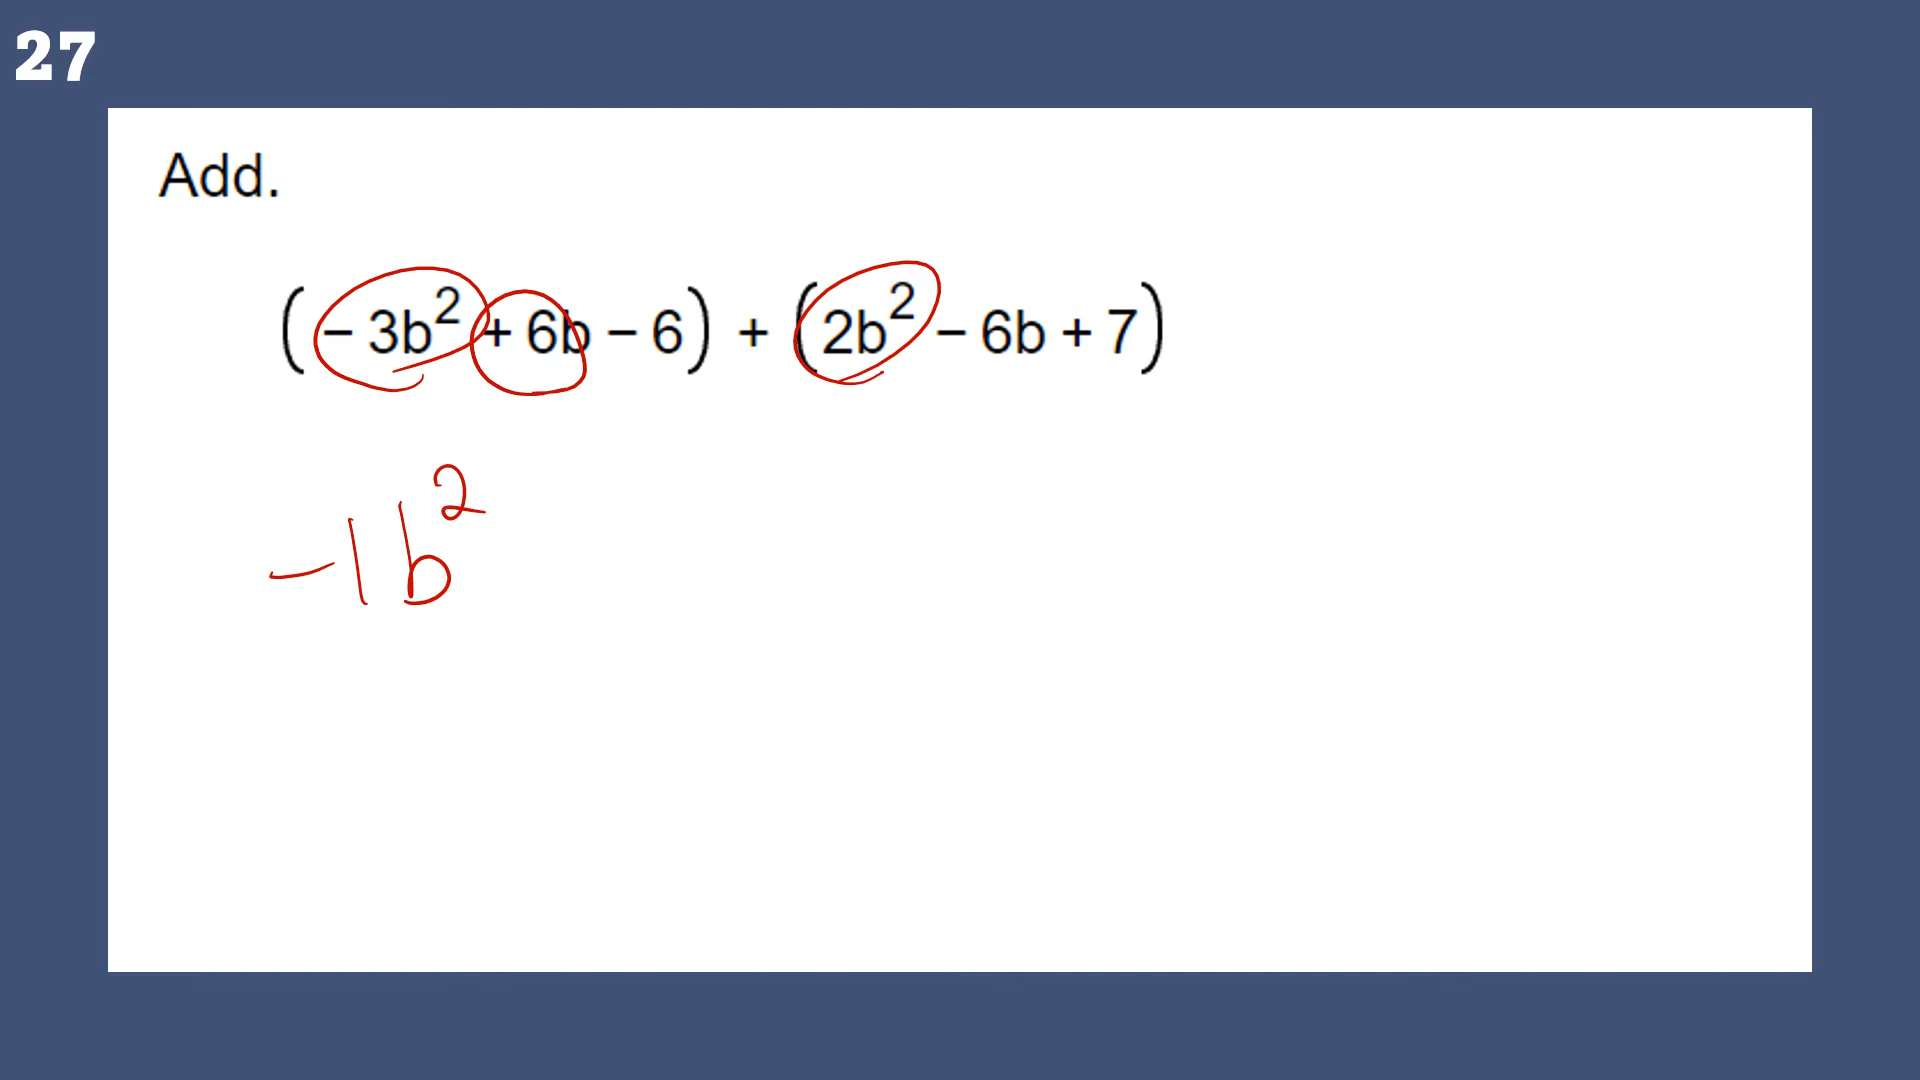 27
Add.
(− 3b² + 6b − 6) + (2b² − 6b + 7)
−1b²